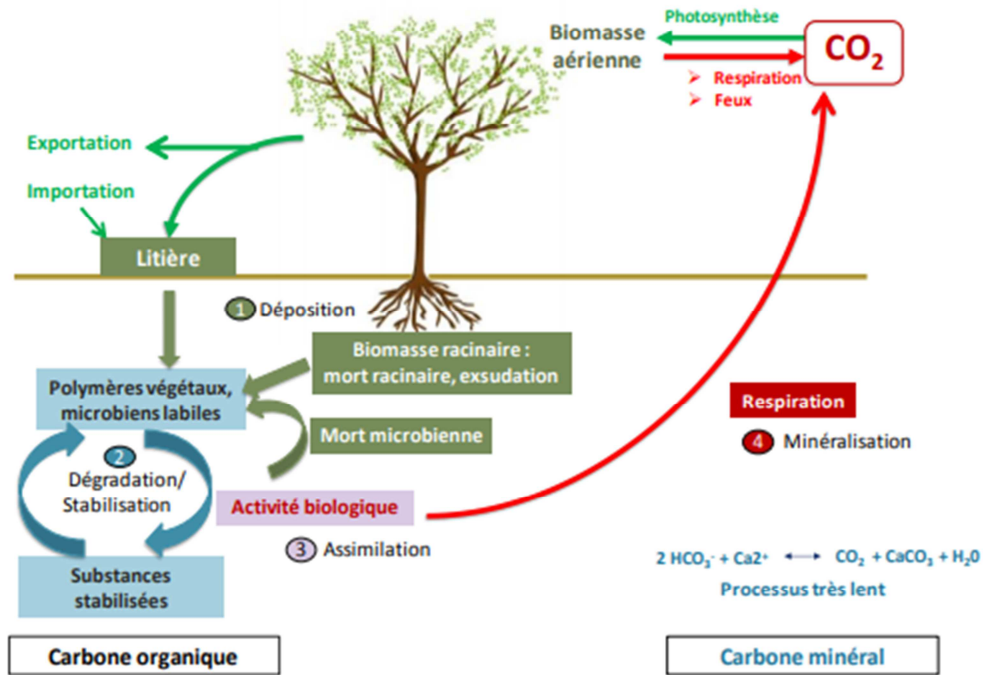 Photosynthèse
Biomasse
aérienne
CO₂
➢ Respiration
➢ Feux
Exportation
Importation
Litière
1 Déposition
Biomasse racinaire :
mort racinaire, exsudation
Polymères végétaux,
microbiens labiles
Mort microbienne
Respiration
4 Minéralisation
2
Dégradation/
Stabilisation
Activité biologique
3 Assimilation
2 HCO₃⁻ + Ca2⁺ ⟷ CO₂ + CaCO₃ + H₂0
Processus très lent
Substances
stabilisées
Carbone organique
Carbone minéral